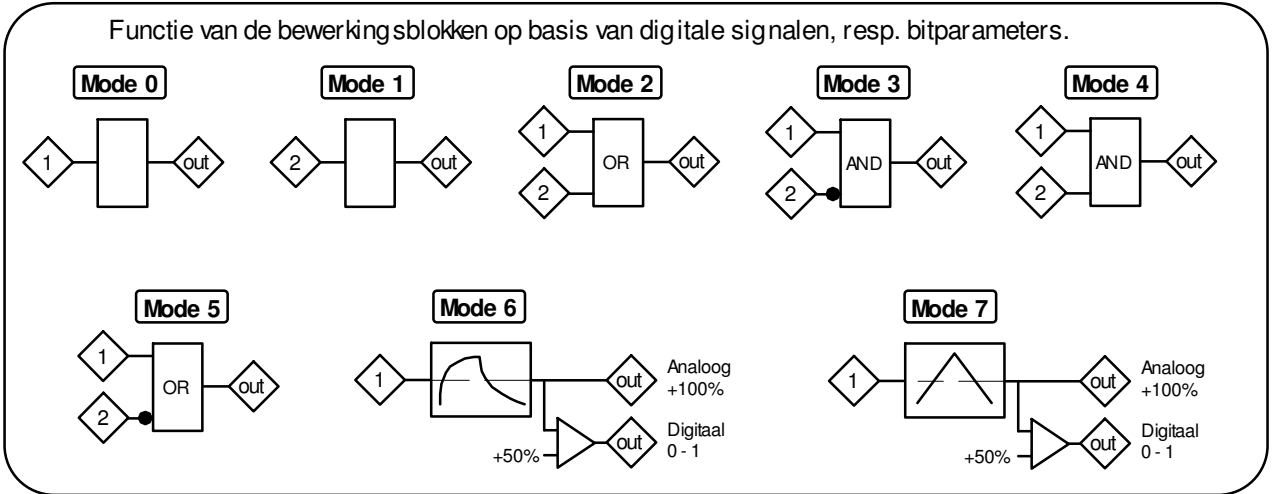 Functie van de bewerkingsblokken op basis van digitale signalen, resp. bitparameters.
Mode 0
1
out
Mode 1
2
out
Mode 2
1
2
OR
out
Mode 3
1
2
AND
out
Mode 4
1
2
AND
out
Mode 5
1
2
OR
out
Mode 6
1
out
Analoog
+100%
+50%
out
Digitaal
0 - 1
Mode 7
1
out
Analoog
+100%
+50%
out
Digitaal
0 - 1